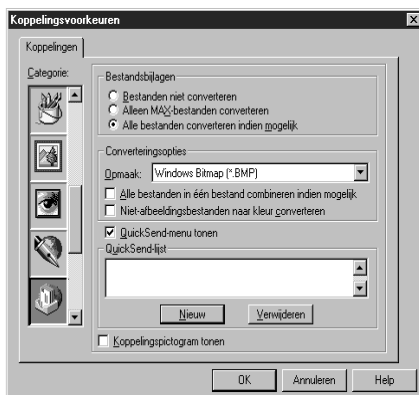 Koppelingsvoorkeuren
Koppelingen
Categorie:
Bestandsbijlagen
Bestanden niet converteren
Alleen MAX-bestanden converteren
Alle bestanden converteren indien mogelijk
Converteringsopties
Opmaak: Windows Bitmap (*.BMP)
Alle bestanden in één bestand combineren indien mogelijk
Niet-afbeeldingsbestanden naar kleur converteren
QuickSend-menu tonen
QuickSend-lijst
Nieuw Verwijderen
Koppelingspictogram tonen
OK Annuleren Help